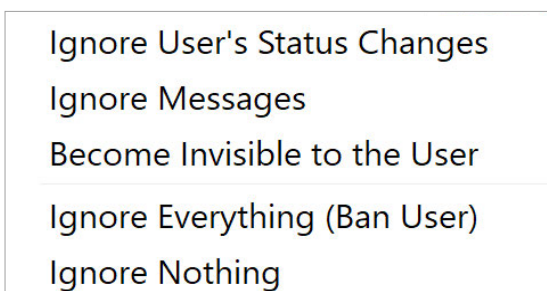 Ignore User's Status Changes
Ignore Messages
Become Invisible to the User
Ignore Everything (Ban User)
Ignore Nothing